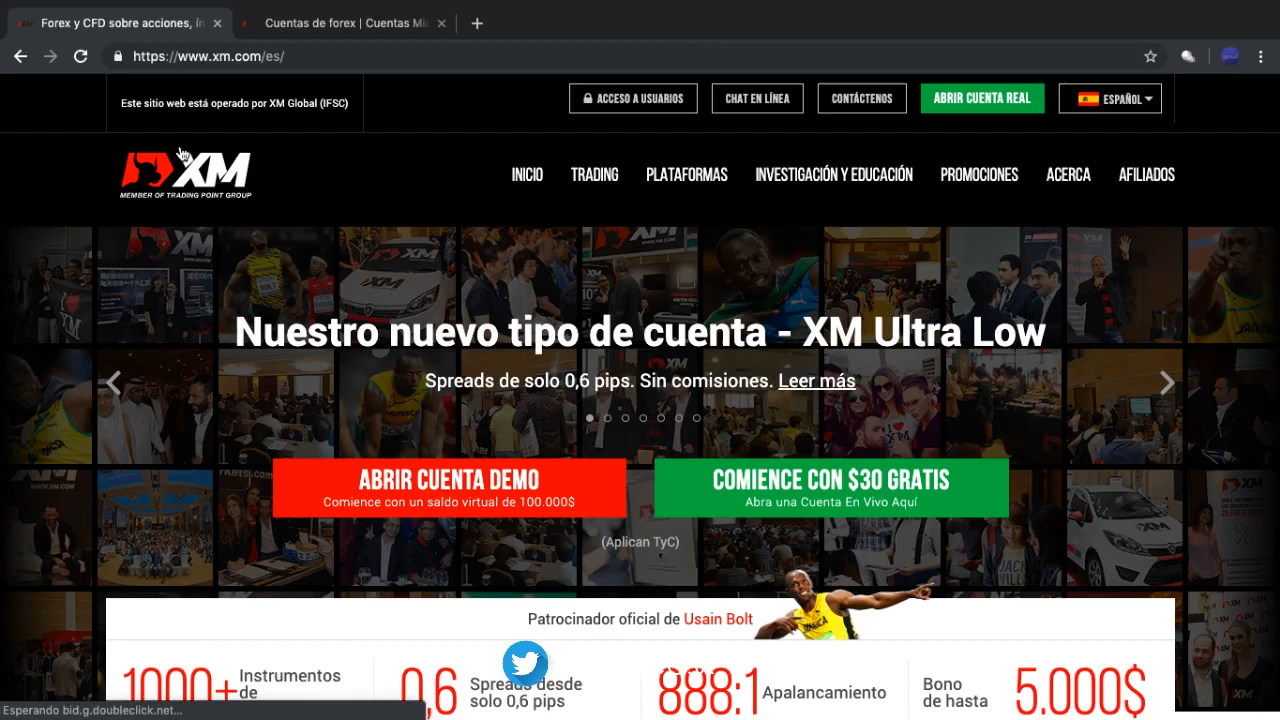 Forex y CFD sobre acciones, ín
Cuentas de forex | Cuentas Mi
https://www.xm.com/es/
Este sitio web está operado por XM Global (IFSC)
ACCESO A USUARIOS
CHAT EN LÍNEA
CONTÁCTENOS
ABRIR CUENTA REAL
ESPAÑOL
XM
MEMBER OF TRADING POINT GROUP
INICIO
TRADING
PLATAFORMAS
INVESTIGACIÓN Y EDUCACIÓN
PROMOCIONES
ACERCA
AFILIADOS
Nuestro nuevo tipo de cuenta - XM Ultra Low
Spreads de solo 0,6 pips. Sin comisiones. Leer más
ABRIR CUENTA DEMO
Comience con un saldo virtual de 100.000$
COMIENCE CON $30 GRATIS
Abra una Cuenta En Vivo Aquí
(Aplican TyC)
Patrocinador oficial de Usain Bolt
1000+ Instrumentos
de
0,6 Spreads desde
solo 0,6 pips
888:1 Apalancamiento
Bono
de hasta 5.000$
Esperando bid.g.doubleclick.net...